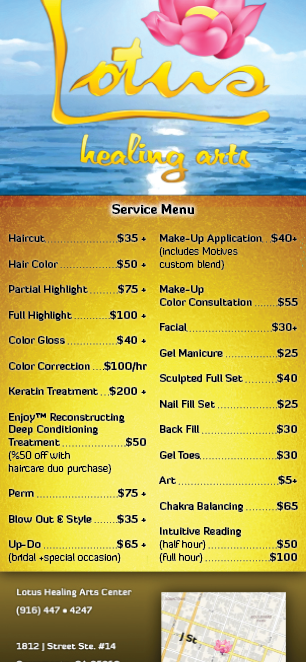 Lotus
healing arts
Service Menu
Haircut..................$35 +
Hair Color ..............$50 +
Partial Highlight ........$75 +
Full Highlight ..........$100 +
Color Gloss ..............$40 +
Color Correction ...$100/hr
Keratin Treatment ..$200 +
Enjoy™ Reconstructing
Deep Conditioning
Treatment .....................$50
(%50 off with
haircare duo purchase)
Perm .....................$75 +
Blow Out & Style ......$35 +
Up-Do ...................$65 +
(bridal +special occasion)
Make-Up Application ..$40+
(includes Motives
custom blend)
Make-Up
Color Consultation .......$55
Facial............................$30+
Gel Manicure .................$25
Sculpted Full Set ..........$40
Nail Fill Set ...................$25
Back Fill .......................$30
Gel Toes.......................$30
Art ................................$5+
Chakra Balancing .........$65
Intuitive Reading
(half hour) .....................$50
(full hour) .....................$100
Lotus Healing Arts Center
(916) 447 • 4247
1812 J Street Ste. #14
J St